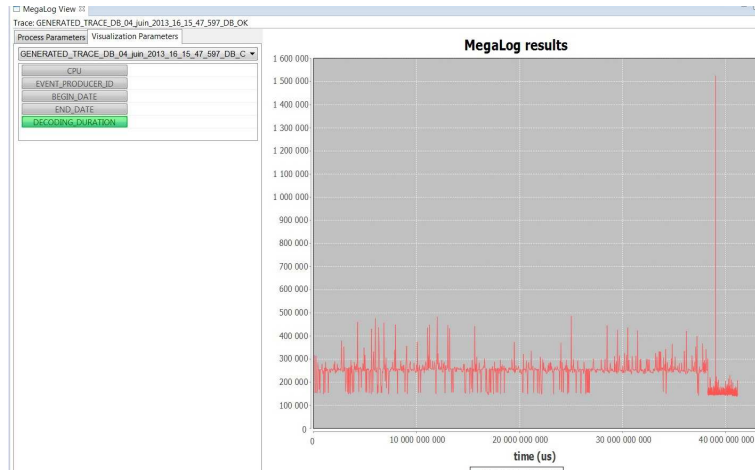 MegaLog View
Trace: GENERATED_TRACE_DB_04_juin_2013_16_15_47_597_DB_OK
Process Parameters Visualization Parameters
GENERATED_TRACE_DB_04_juin_2013_16_15_47_597_DB_C
CPU
EVENT_PRODUCER_ID
BEGIN_DATE
END_DATE
DECODING_DURATION
MegaLog results
1 600 000
1 500 000
1 400 000
1 300 000
1 200 000
1 100 000
1 000 000
900 000
800 000
700 000
600 000
500 000
400 000
300 000
200 000
100 000
0
0 10 000 000 000 20 000 000 000 30 000 000 000 40 000 000 000
time (us)